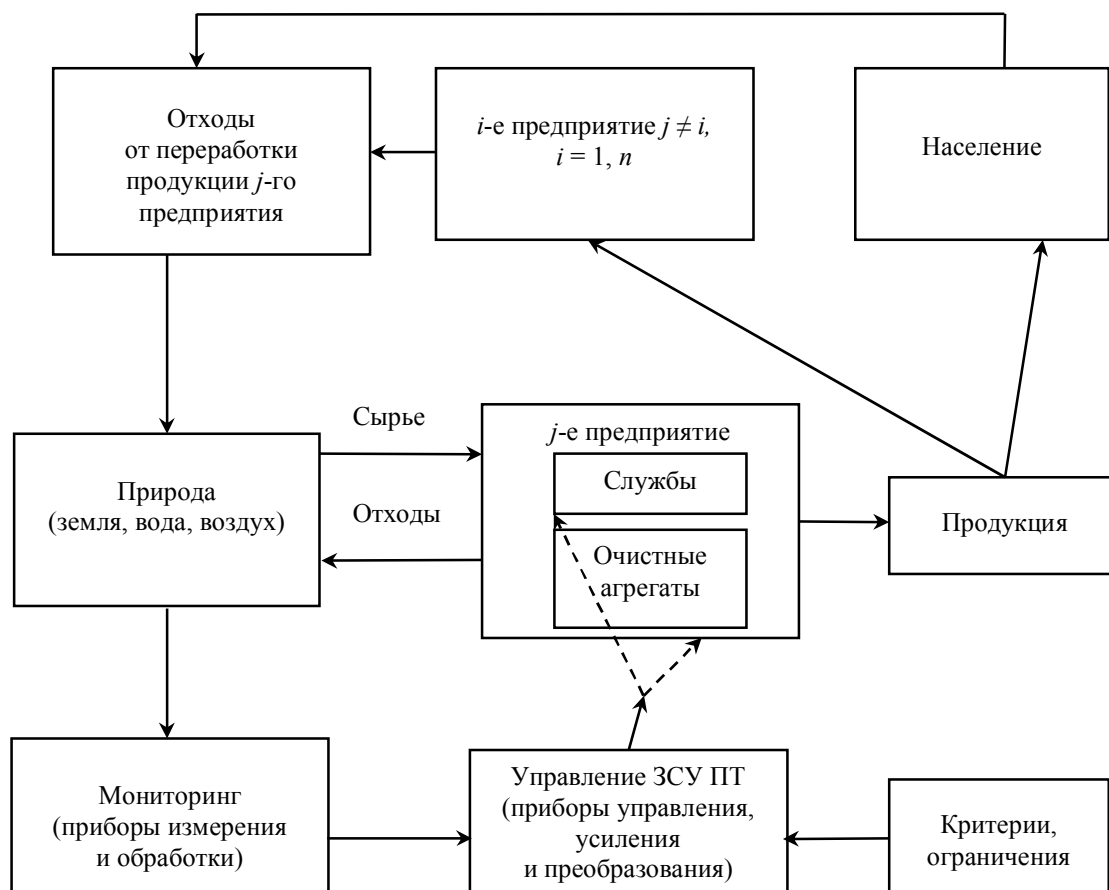 Отходы
от переработки
продукции j-го
предприятия
i-е предприятие j ≠ i,
i = 1, n
Население
Сырье
Отходы
Природа
(земля, вода, воздух)
j-е предприятие
Службы
Очистные
агрегаты
Продукция
Мониторинг
(приборы измерения
и обработки)
Управление ЗСУ ПТ
(приборы управления,
усиления
и преобразования)
Критерии,
ограничения